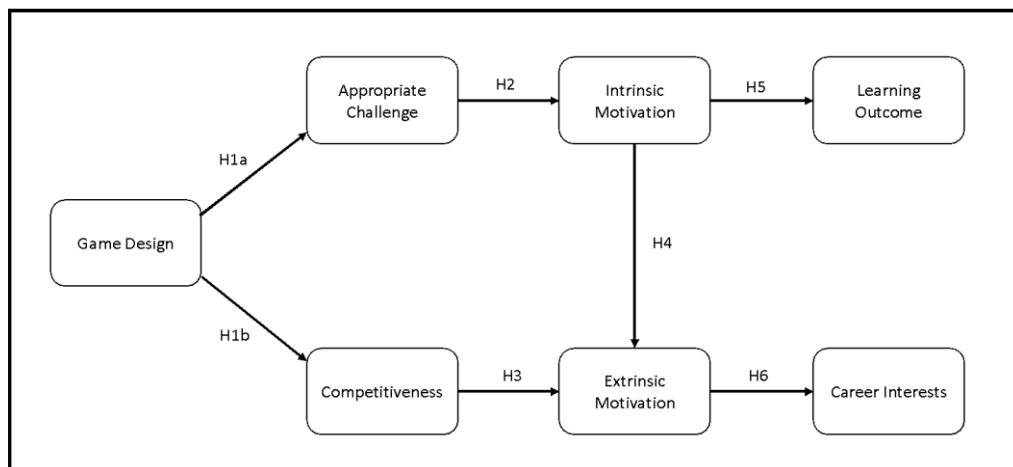 Appropriate
Challenge
H2
Intrinsic
Motivation
H5
Learning
Outcome
H1a
Game Design
H4
H1b
Competitiveness
H3
Extrinsic
Motivation
H6
Career Interests